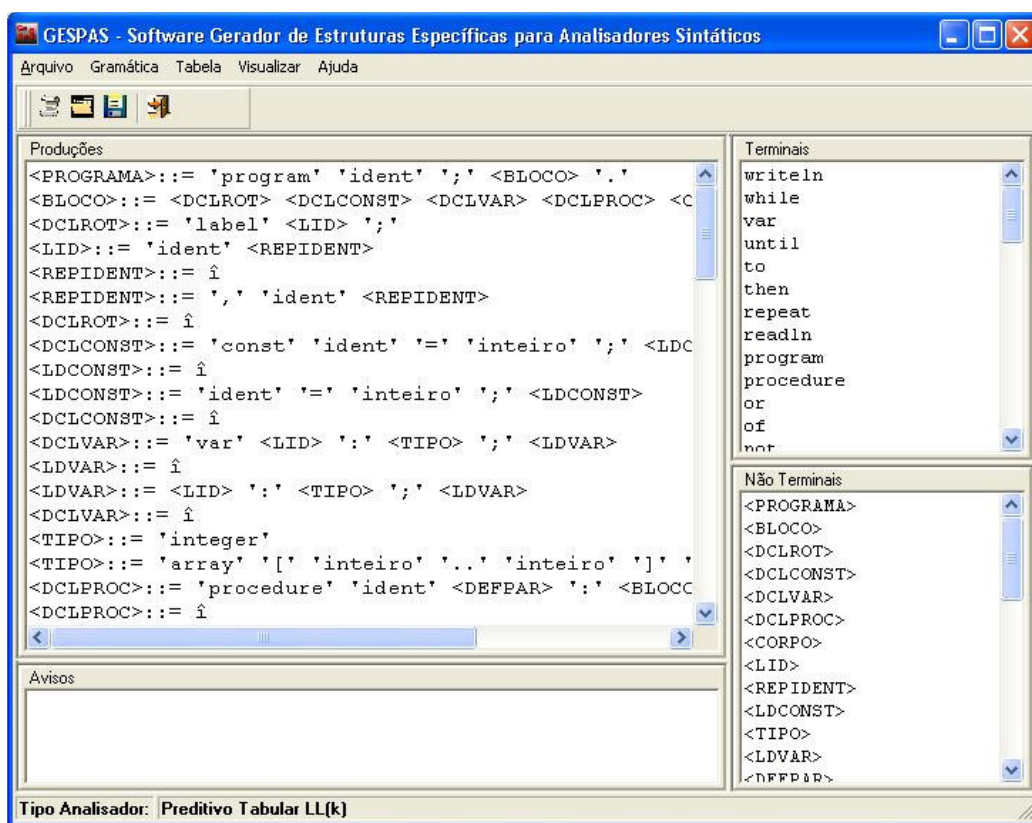 GESPAS - Software Gerador de Estruturas Específicas para Analisadores Sintáticos
Arquivo Gramática Tabela Visualizar Ajuda
Produções
<PROGRAMA>::= 'program' 'ident' ';' <BLOCO> '.'
<BLOCO>::= <DCLROT> <DCLCONST> <DCLVAR> <DCLPROC> <C
<DCLROT>::= 'label' <LID> ';'
<LID>::= 'ident' <REPIDENT>
<REPIDENT>::= î
<REPIDENT>::= ',' 'ident' <REPIDENT>
<DCLROT>::= î
<DCLCONST>::= 'const' 'ident' '=' 'inteiro' ';' <LDC
<LDCONST>::= î
<LDCONST>::= 'ident' '=' 'inteiro' ';' <LDCONST>
<DCLCONST>::= î
<DCLVAR>::= 'var' <LID> ':' <TIPO> ';' <LDVAR>
<LDVAR>::= î
<LDVAR>::= <LID> ':' <TIPO> ';' <LDVAR>
<DCLVAR>::= î
<TIPO>::= 'integer'
<TIPO>::= 'array' '[' 'inteiro' '..' 'inteiro' ']' '
<DCLPROC>::= 'procedure' 'ident' <DEFPAR> ':' <BLOCC
<DCLPROC>::= î
Avisos
Terminais
writeln
while
var
until
to
then
repeat
readln
program
procedure
or
of
not
Não Terminais
<PROGRAMA>
<BLOCO>
<DCLROT>
<DCLCONST>
<DCLVAR>
<DCLPROC>
<CORPO>
<LID>
<REPIDENT>
<LDCONST>
<TIPO>
<LDVAR>
<DEFPAR>
Tipo Analisador: Preditivo Tabular LL(k)